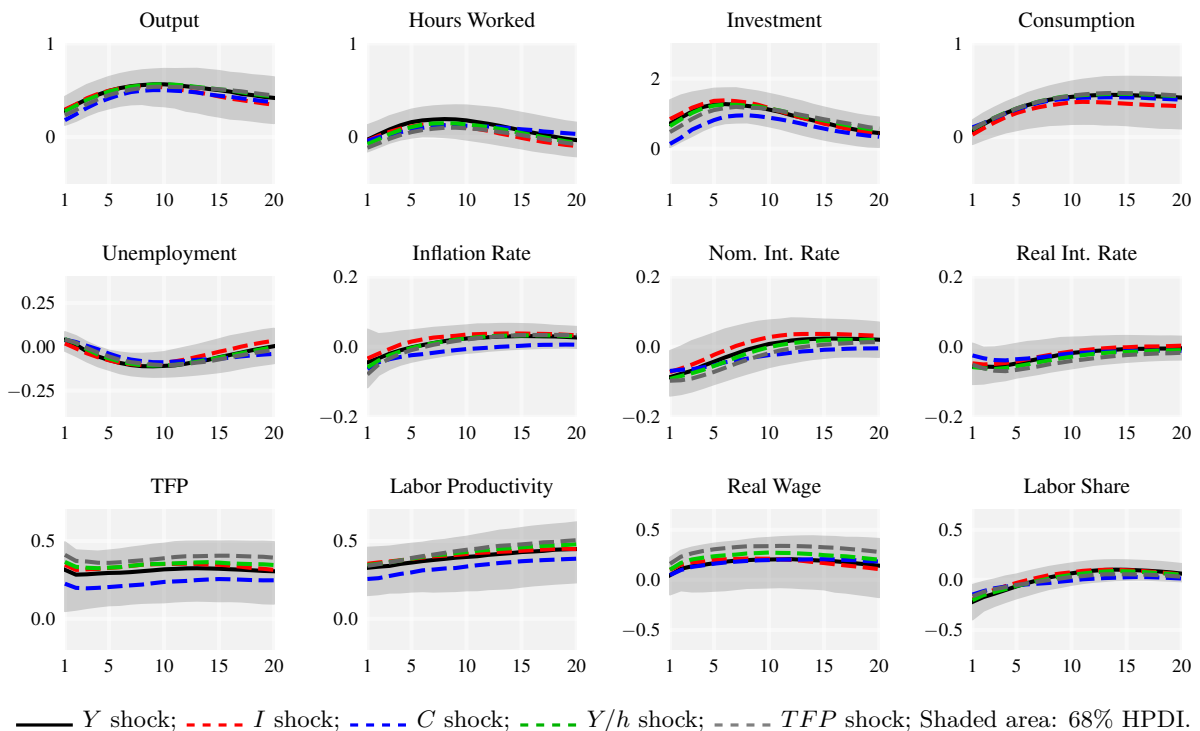 Output Hours Worked Investment Consumption
1 1
2
0 0 0
0
1 5 10 15 20 1 5 10 15 20 1 5 10 15 20 1 5 10 15 20
Unemployment Inflation Rate Nom. Int. Rate Real Int. Rate
0.2 0.2 0.2
0.25
0.00 0.0 0.0 0.0
−0.25
−0.2 −0.2 −0.2
1 5 10 15 20 1 5 10 15 20 1 5 10 15 20 1 5 10 15 20
TFP Labor Productivity Real Wage Labor Share
0.5 0.5 0.5 0.5
0.0 0.0
0.0 0.0
−0.5 −0.5
1 5 10 15 20 1 5 10 15 20 1 5 10 15 20 1 5 10 15 20
Y shock; I shock; C shock; Y/h shock; TFP shock; Shaded area: 68% HPDI.